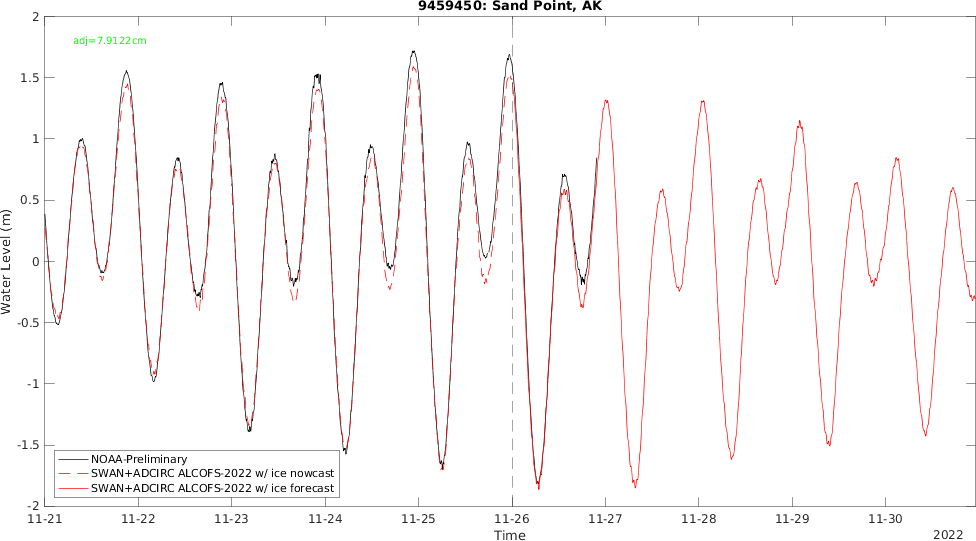 9459450: Sand Point, AK
adj=7.9122cm
2
1.5
1
0.5
0
-0.5
-1
-1.5
-2
Water Level (m)
NOAA-Preliminary
SWAN+ADCIRC ALCOFS-2022 w/ ice nowcast
SWAN+ADCIRC ALCOFS-2022 w/ ice forecast
11-21 11-22 11-23 11-24 11-25 11-26 11-27 11-28 11-29 11-30
Time
2022